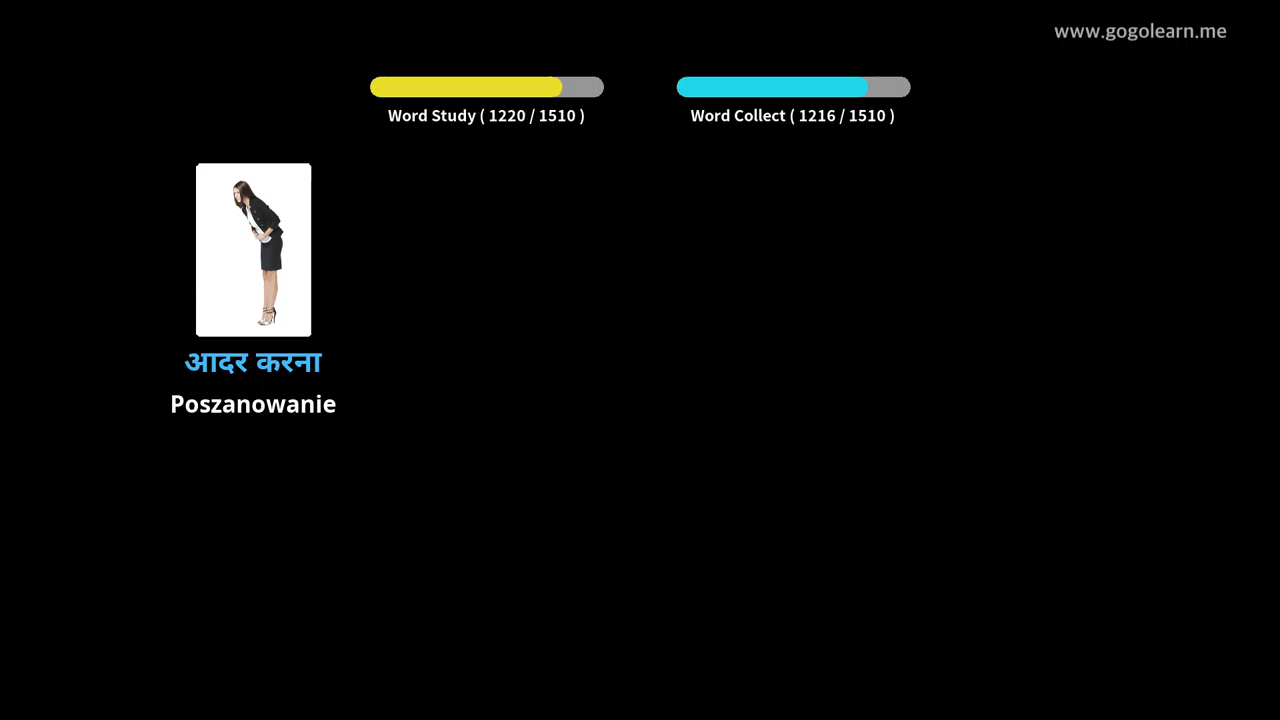 www.gogolearn.me
Word Study ( 1220 / 1510 )
Word Collect ( 1216 / 1510 )
आदर करना
Poszanowanie